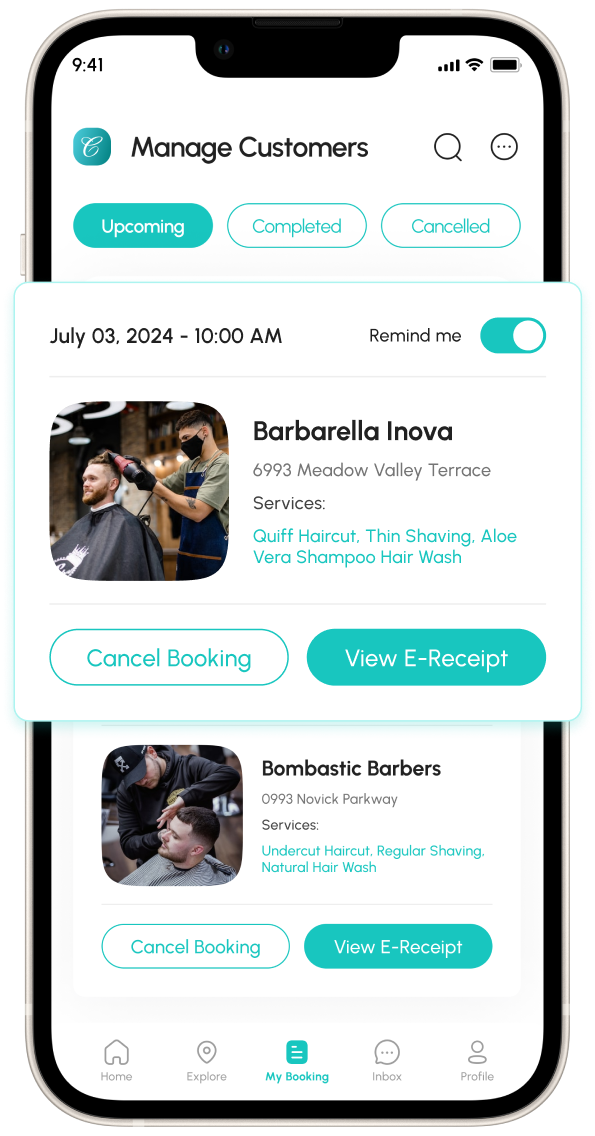 9:41
Manage Customers
Upcoming
Completed
Cancelled
July 03, 2024 - 10:00 AM
Remind me
Barbarella Inova
6993 Meadow Valley Terrace
Services:
Quiff Haircut, Thin Shaving, Aloe
Vera Shampoo Hair Wash
Cancel Booking
View E-Receipt
Bombastic Barbers
0993 Novick Parkway
Services:
Undercut Haircut, Regular Shaving,
Natural Hair Wash
Cancel Booking
View E-Receipt
Home
Explore
My Booking
Inbox
Profile